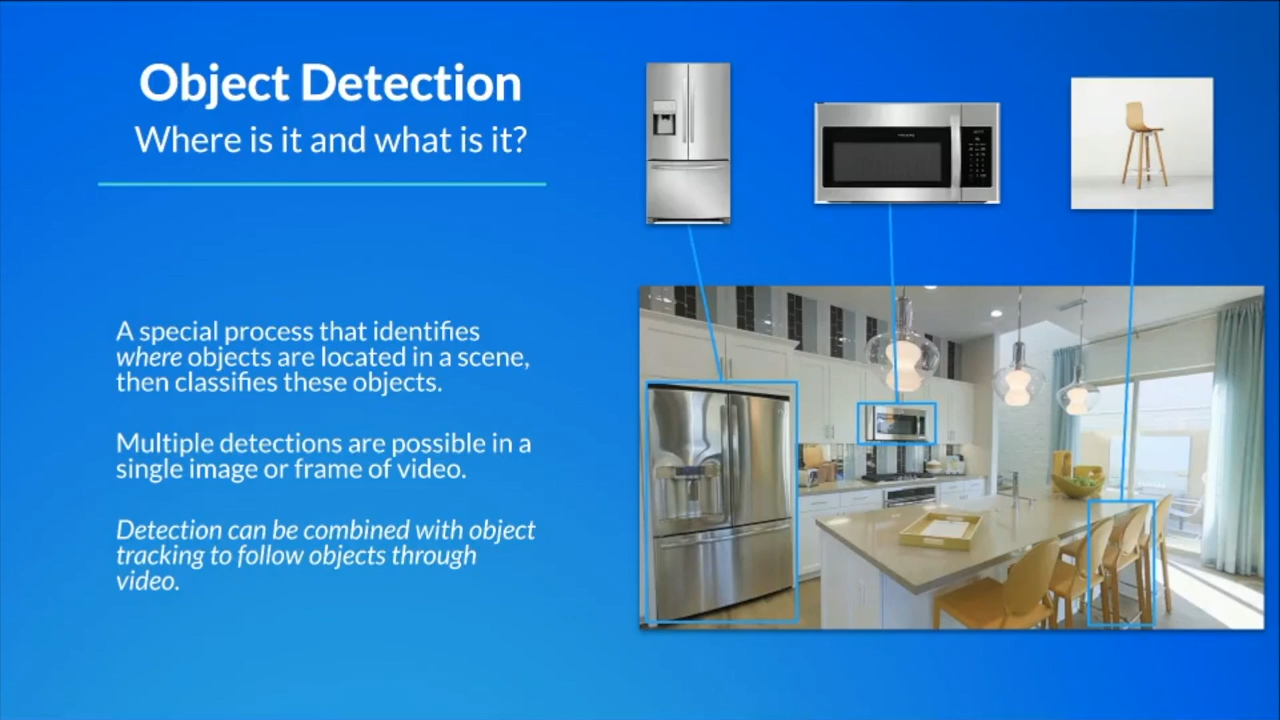 Object Detection
Where is it and what is it?
A special process that identifies
where objects are located in a scene,
then classifies these objects.
Multiple detections are possible in a
single image or frame of video.
Detection can be combined with object
tracking to follow objects through
video.